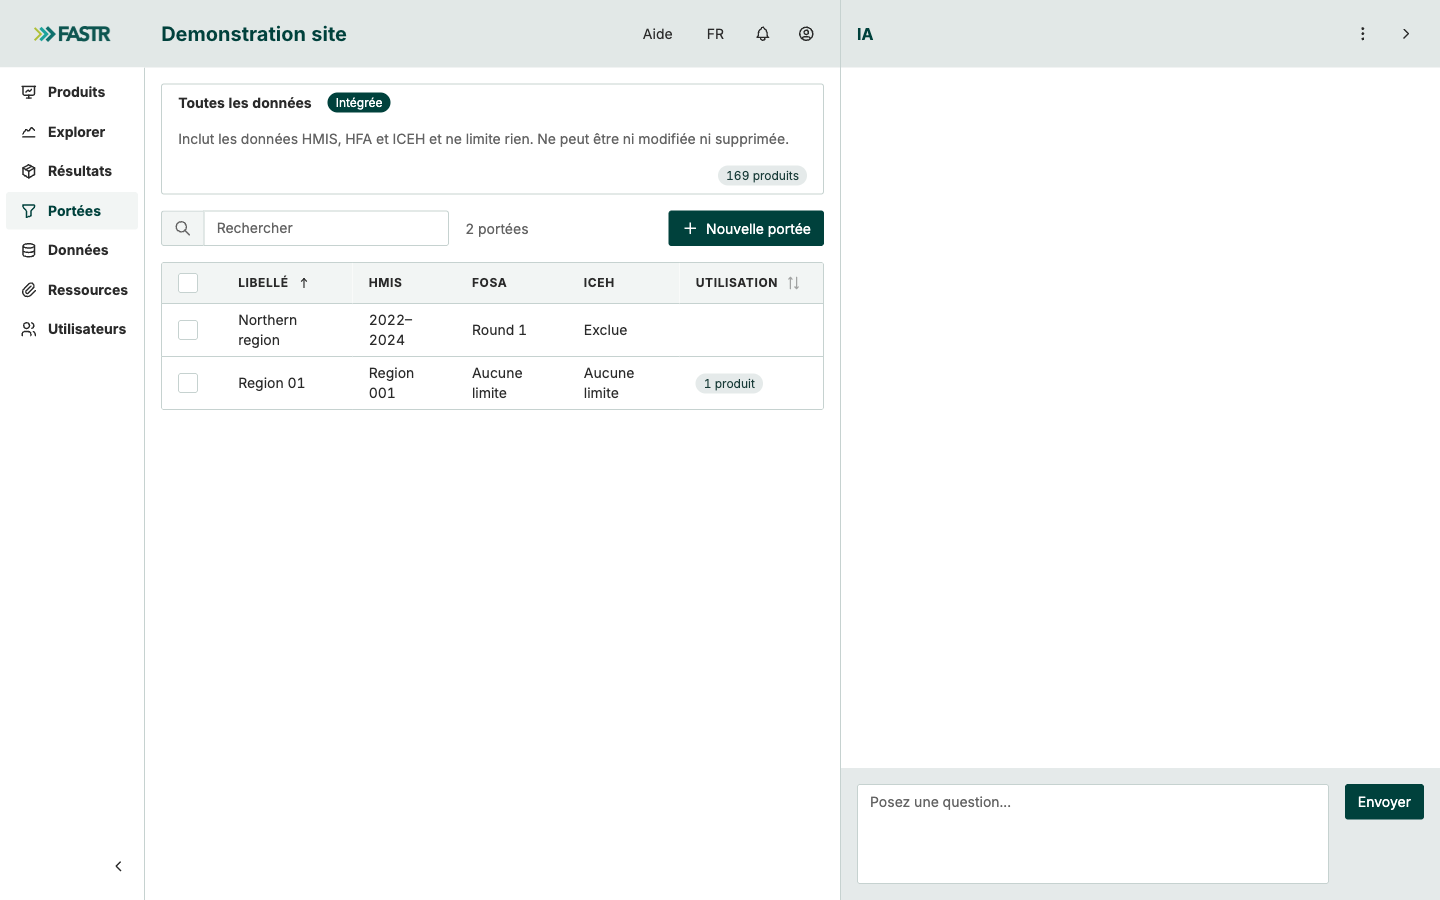 FASTR
Demonstration site
Aide
FR
IA
Produits
Explorer
Résultats
Portées
Données
Ressources
Utilisateurs
Toutes les données
Intégrée
Inclut les données HMIS, HFA et ICEH et ne limite rien. Ne peut être ni modifiée ni supprimée.
169 produits
Rechercher
2 portées
Nouvelle portée
LIBELLÉ
HMIS
FOSA
ICEH
UTILISATION
Northern
region
2022–
2024
Round 1
Exclue
Region 01
Region
001
Aucune
limite
Aucune
limite
1 produit
Posez une question...
Envoyer